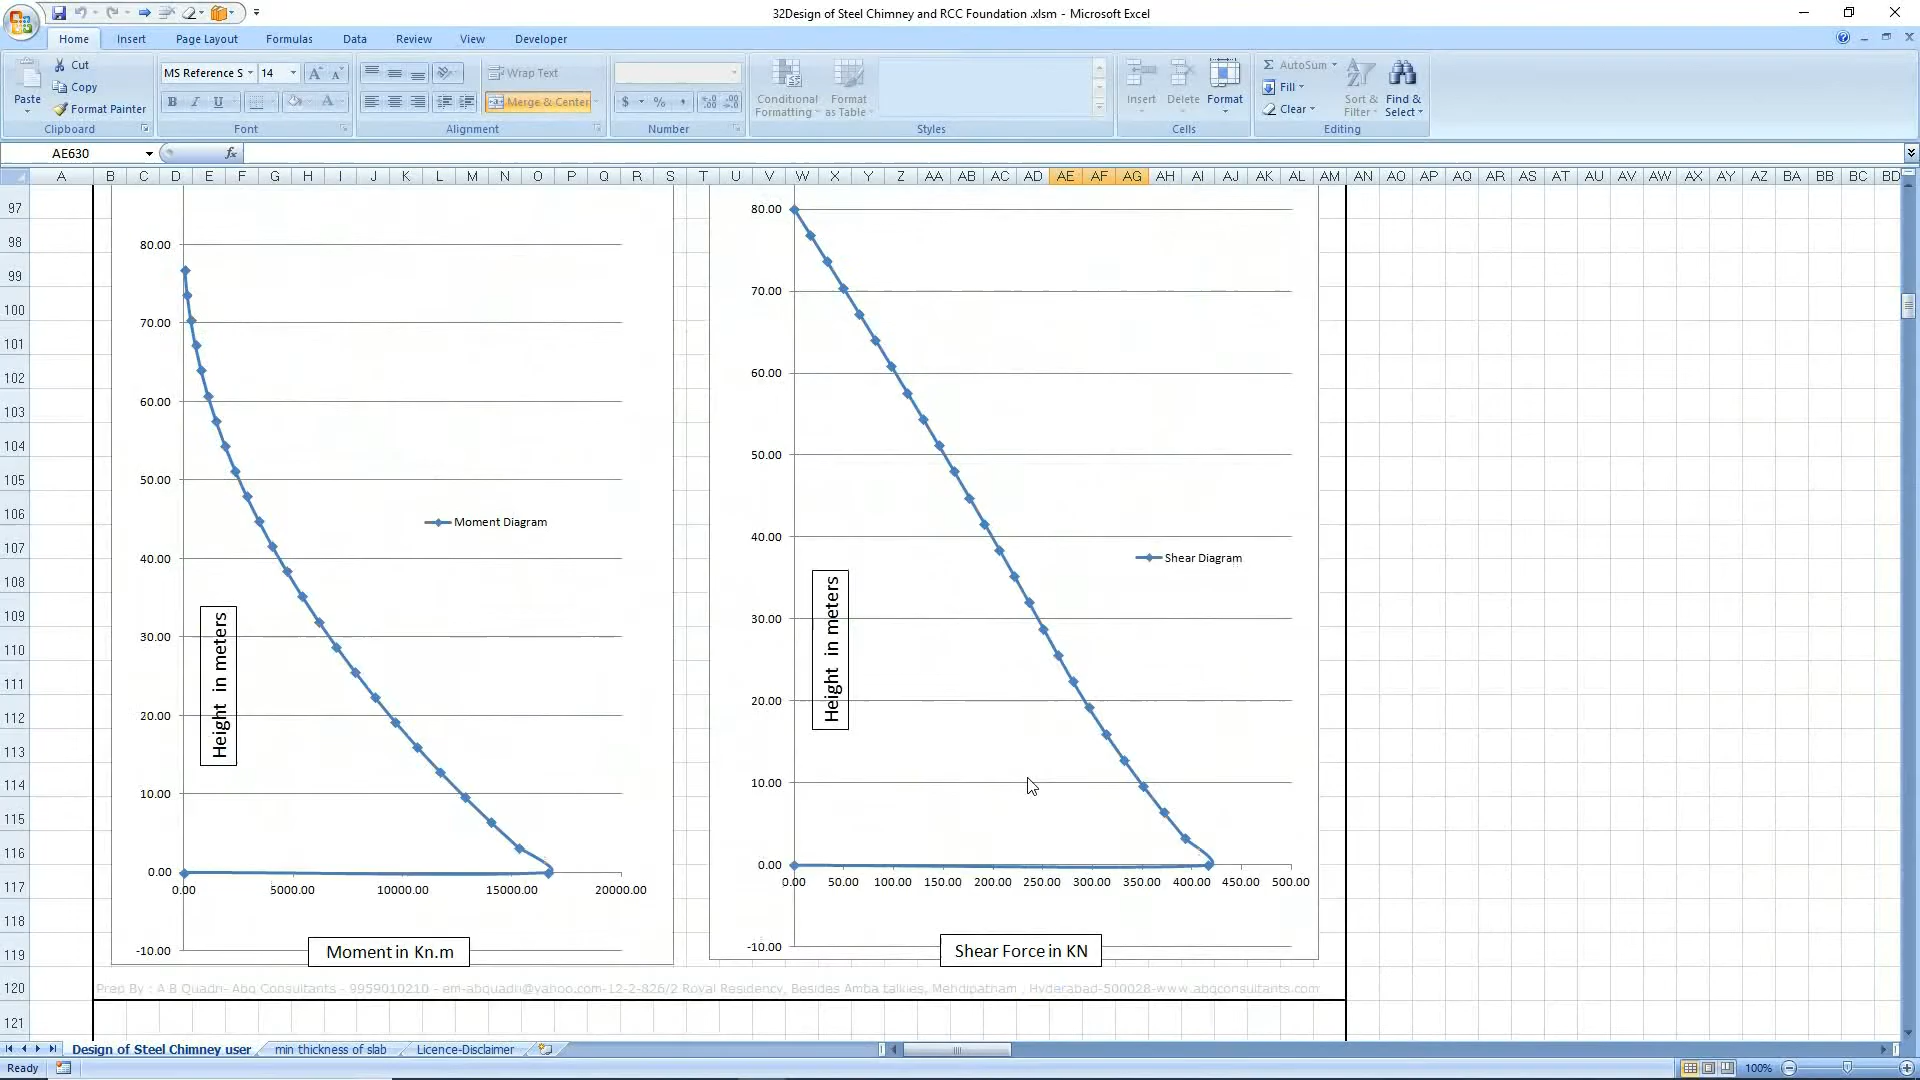 32Design of Steel Chimney and RCC Foundation .xlsm - Microsoft Excel
Home Insert Page Layout Formulas Data Review View Developer
Paste
Cut
Copy
Format Painter
Clipboard
MS Reference S 14
B I U
Font
Wrap Text
Merge & Center
Alignment
$ % ,
Number
Conditional Formatting
Format as Table
Styles
Insert Delete Format
Cells
Σ AutoSum
Fill
Clear
Sort & Filter
Find & Select
Editing
AE630
fx
A B C D E F G H I J K L M N O P Q R S T U V W X Y Z AA AB AC AD AE AF AG AH AI AJ AK AL AM AN AO AP AQ AR AS AT AU AV AW AX AY AZ BA BB BC BD
97
98
99
100
101
102
103
104
105
106
107
108
109
110
111
112
113
114
115
116
117
118
119
120
121
80.00
70.00
60.00
50.00
40.00
30.00
20.00
10.00
0.00
-10.00
0.00 5000.00 10000.00 15000.00 20000.00
Moment Diagram
Height in meters
Moment in Kn.m
80.00
70.00
60.00
50.00
40.00
30.00
20.00
10.00
0.00
-10.00
0.00 50.00 100.00 150.00 200.00 250.00 300.00 350.00 400.00 450.00 500.00
Shear Diagram
Height in meters
Shear Force in KN
Prep By : A B Quadri- Abq Consultants - 9959010210 - em-abquadri@yahoo.com-12-2-826/2 Royal Residency, Besides Amba talkies, Mehdipatnam , Hyderabad-500028-www.abqconsultants.com
Design of Steel Chimney user min thickness of slab Licence-Disclaimer
Ready
100%